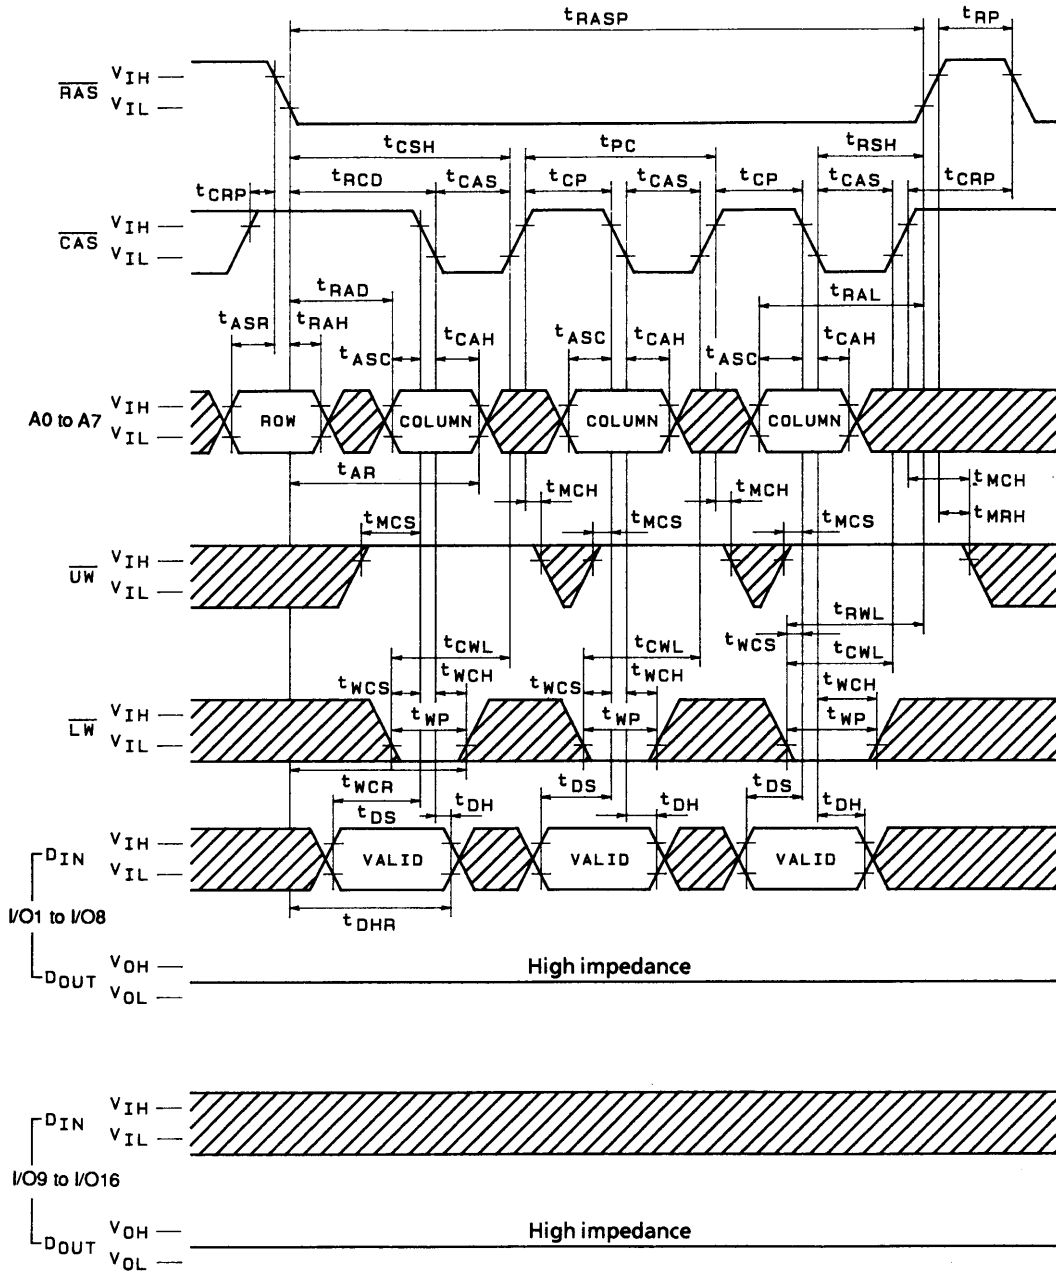 tRASP tRP
RAS VIH
VIL
tCSH tPC tRSH
tCRP tRCD tCAS tCP tCAS tCP tCAS tCRP
CAS VIH
VIL
tRAD tRAL
tASR tRAH tASC tCAH tASC tCAH tASC tCAH
A0 to A7 VIH
VIL
ROW COLUMN COLUMN COLUMN
tAR tMCH tMCH tMCH
tMCS tMCS tMCS tMRH
UW VIH
VIL
tRWL
tCWL tCWL tWCS tCWL
tWCS tWCH tWCS tWCH tWCH
LW VIH
VIL
tWP tWP tWP
tWCR tDS tDS
tDS tDH tDH tDH
DIN VIH
VIL
VALID VALID VALID
I/O1 to I/O8
tDHR
DOUT VOH
VOL
High impedance
DIN VIH
VIL
I/O9 to I/O16
DOUT VOH
VOL
High impedance